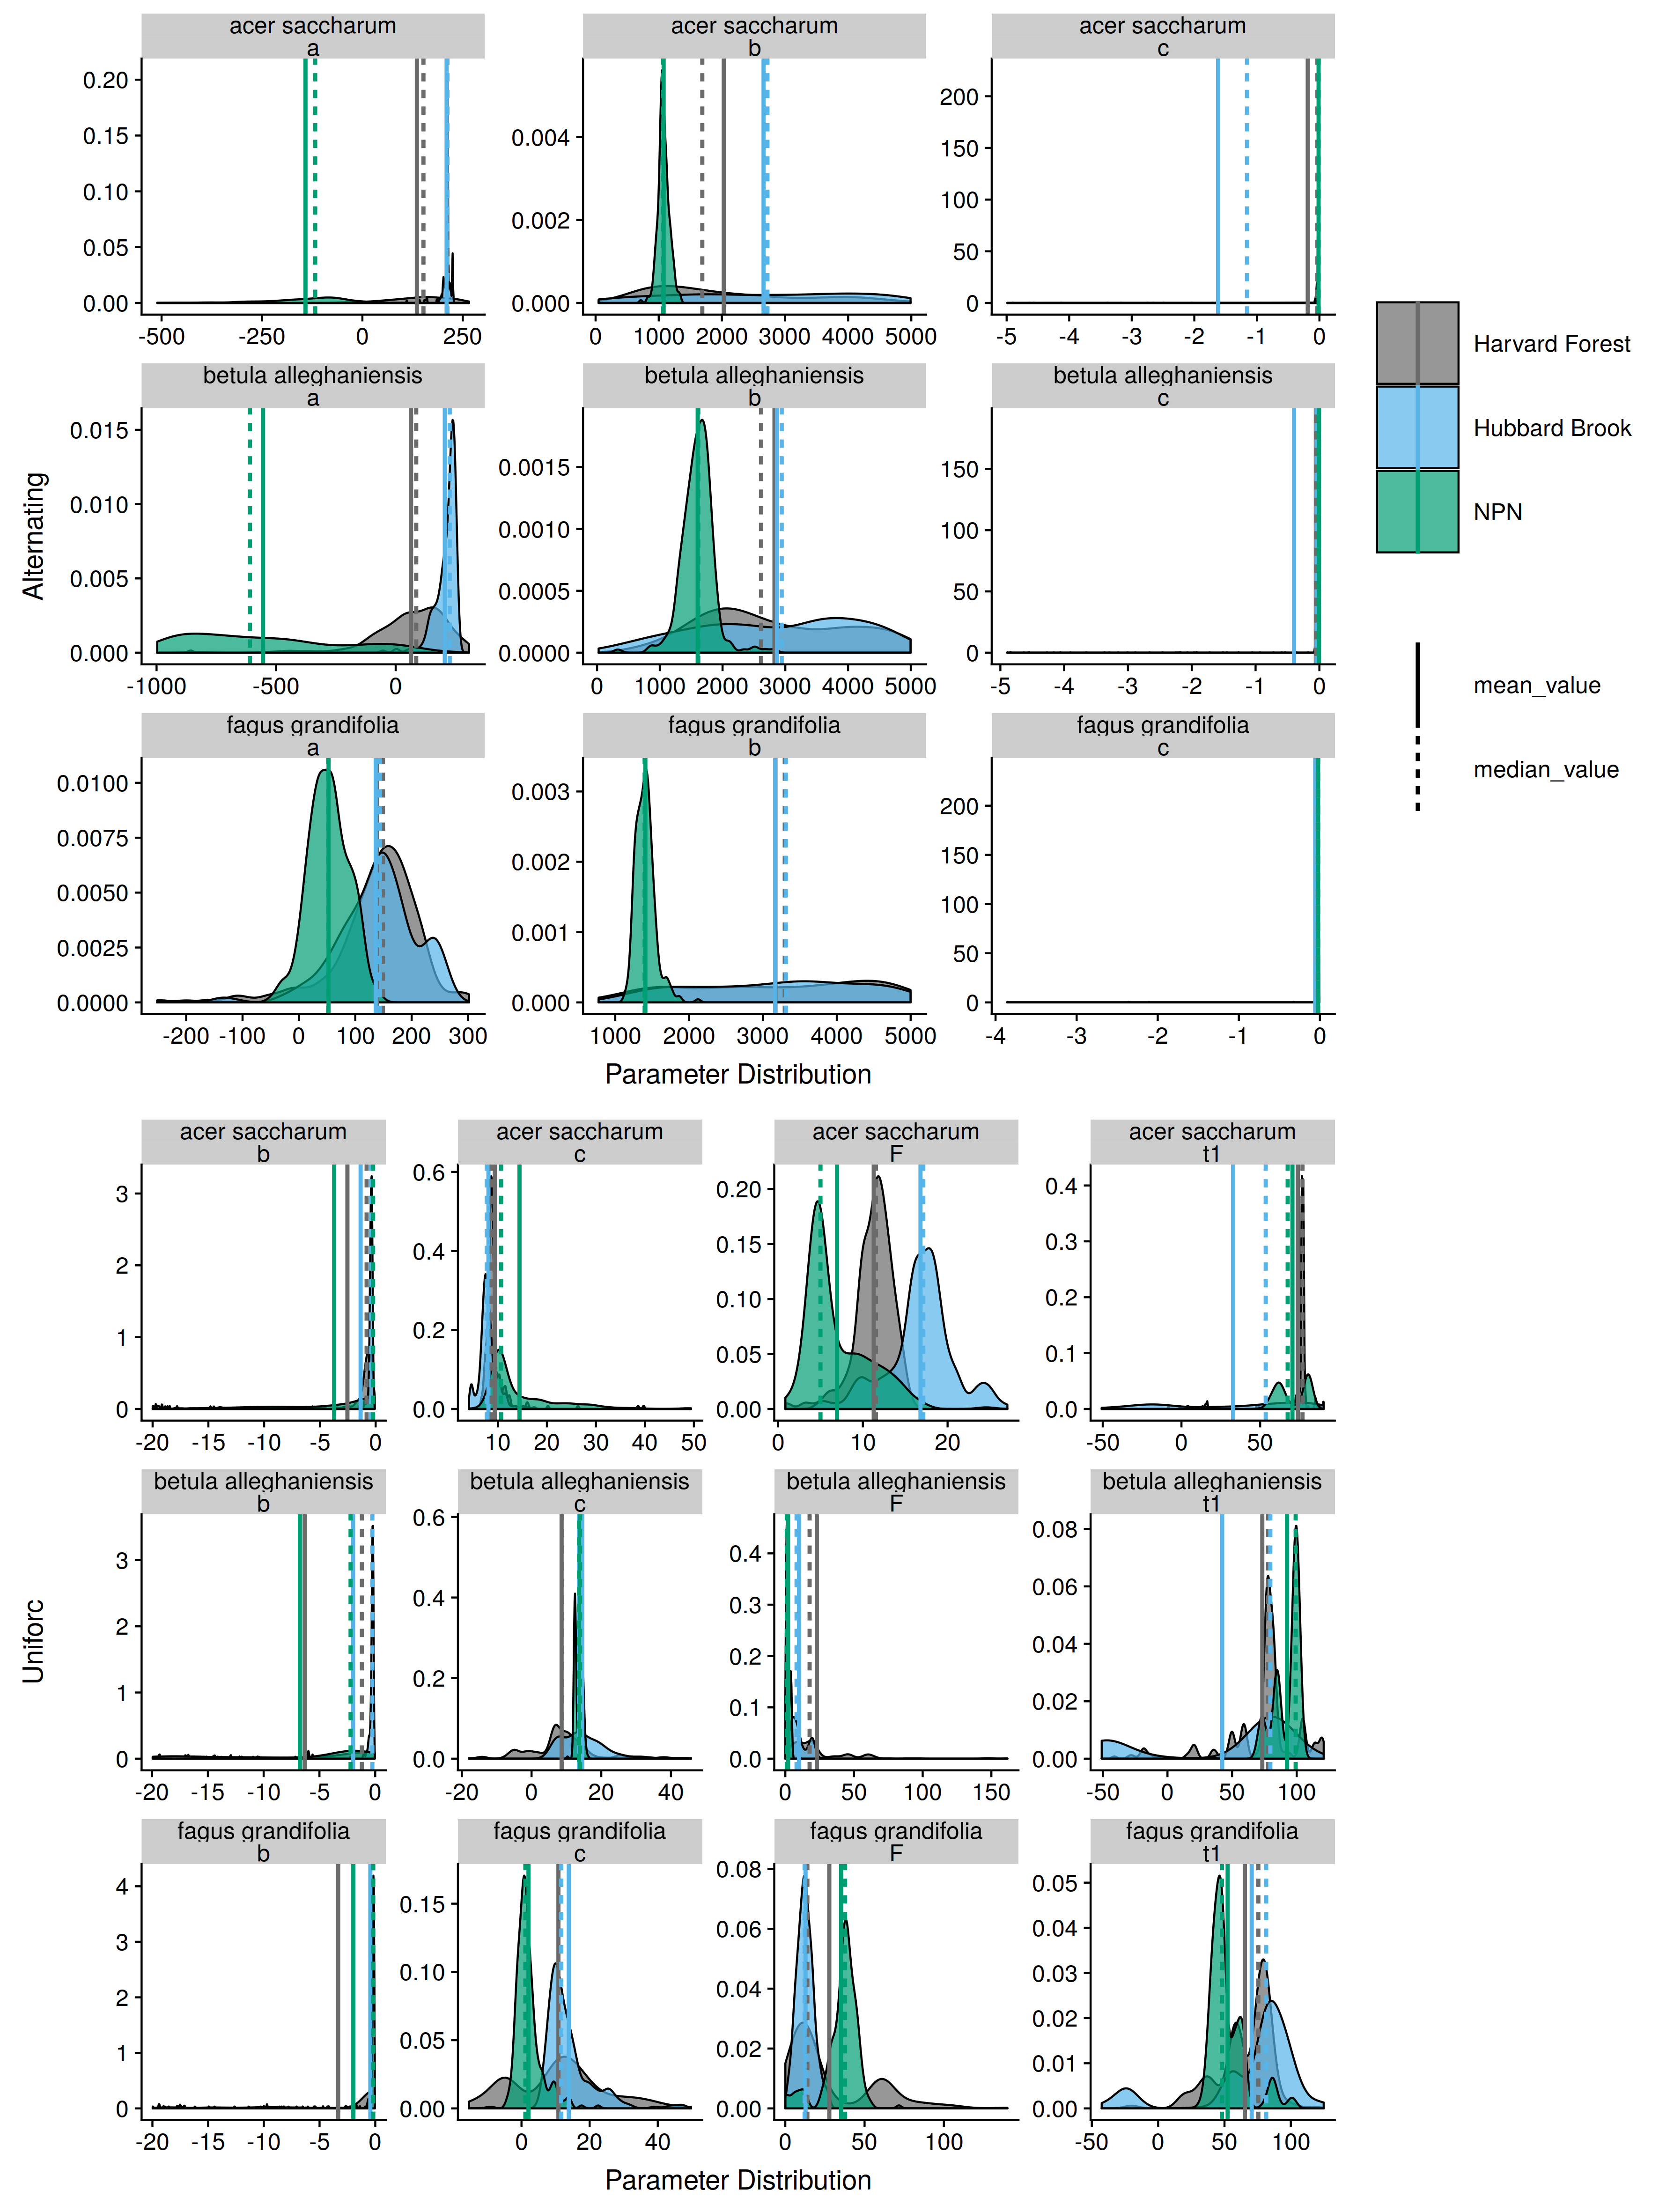 acer saccharum
a
acer saccharum
b
acer saccharum
c
0.20
0.15
0.10
0.05
0.00
0.004
0.002
0.000
200
150
100
50
0
-500 -250 0 250
0 1000 2000 3000 4000 5000
-5 -4 -3 -2 -1 0
betula alleghaniensis
a
betula alleghaniensis
b
betula alleghaniensis
c
0.015
0.010
0.005
0.000
0.0015
0.0010
0.0005
0.0000
150
100
50
0
-1000 -500 0
0 1000 2000 3000 4000 5000
-5 -4 -3 -2 -1 0
fagus grandifolia
a
fagus grandifolia
b
fagus grandifolia
c
0.0100
0.0075
0.0050
0.0025
0.0000
0.003
0.002
0.001
0.000
200
150
100
50
0
-200 -100 0 100 200 300
1000 2000 3000 4000 5000
-4 -3 -2 -1 0
Alternating
Parameter Distribution
Harvard Forest
Hubbard Brook
NPN
mean_value
median_value
acer saccharum
b
acer saccharum
c
acer saccharum
F
acer saccharum
t1
3
2
1
0
0.6
0.4
0.2
0.0
0.20
0.15
0.10
0.05
0.00
0.4
0.3
0.2
0.1
0.0
-20 -15 -10 -5 0
10 20 30 40 50
0 10 20
-50 0 50
betula alleghaniensis
b
betula alleghaniensis
c
betula alleghaniensis
F
betula alleghaniensis
t1
3
2
1
0
0.6
0.4
0.2
0.0
0.4
0.3
0.2
0.1
0.0
0.08
0.06
0.04
0.02
0.00
-20 -15 -10 -5 0
-20 0 20 40
0 50 100 150
-50 0 50 100
fagus grandifolia
b
fagus grandifolia
c
fagus grandifolia
F
fagus grandifolia
t1
4
3
2
1
0
0.15
0.10
0.05
0.00
0.08
0.06
0.04
0.02
0.00
0.05
0.04
0.03
0.02
0.01
0.00
-20 -15 -10 -5 0
0 20 40
0 50 100
-50 0 50 100
Uniforc
Parameter Distribution